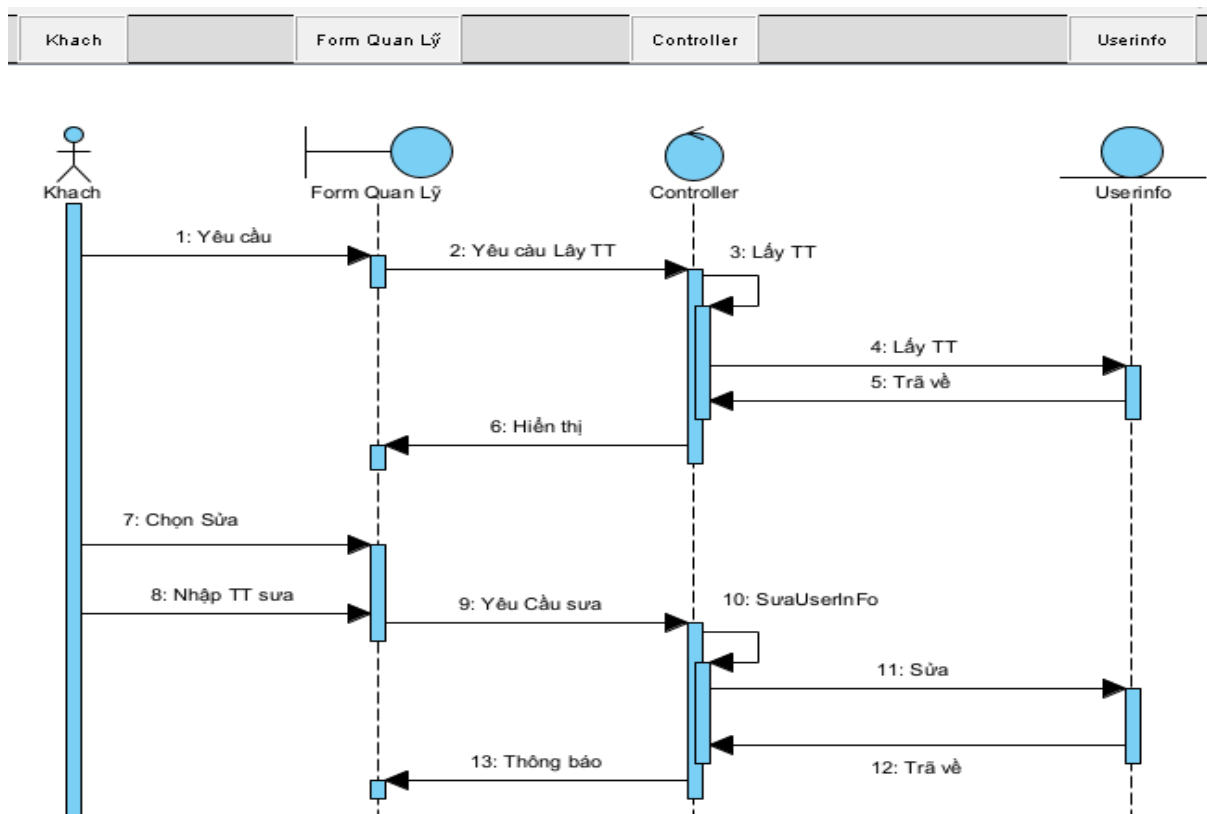 Khach
Form Quan Lỹ
Controller
Userinfo
Khach
Form Quan Lỹ
Controller
Userinfo
1: Yêu cầu
2: Yêu càu Lây TT
3: Lấy TT
4: Lấy TT
5: Trã về
6: Hiển thị
7: Chọn Sửa
8: Nhập TT sưa
9: Yêu Cầu sưa
10: SưaUserInFo
11: Sửa
12: Trã về
13: Thông báo